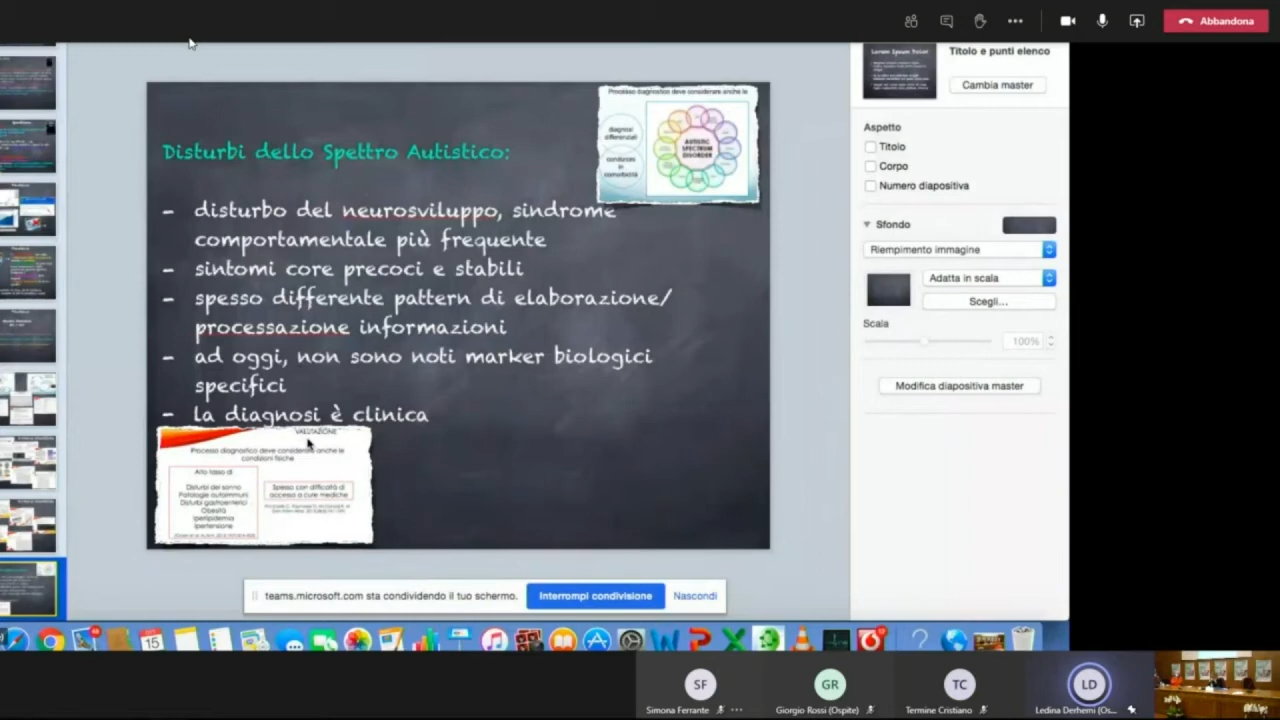 Abbandona
Titolo e punti elenco
Cambia master
Aspetto
Titolo
Corpo
Numero diapositiva
Sfondo
Riempimento immagine
Adatta in scala
Scegli...
Scala
100%
Modifica diapositiva master
Processo diagnostico deve considerare anche le
diagnosi
differenziali
condizioni
in
comorbidità
AUTISTIC
SPECTRUM
DISORDER
Disturbi dello Spettro Autistico:
- disturbo del neurosviluppo, sindrome
comportamentale più frequente
- sintomi core precoci e stabili
- spesso differente pattern di elaborazione/
processazione informazioni
- ad oggi, non sono noti marker biologici
specifici
- la diagnosi è clinica
VALUTAZIONE
Processo diagnostico deve considerare anche le
condizioni fisiche
Alto tasso di
Disturbi del sonno
Patologie autoimmuni
Disturbi gastroenterici
Obesità
Iperlipidemia
Ipertensione
Spesso con difficoltà di
accesso a cure mediche
teams.microsoft.com sta condividendo il tuo schermo.
Interrompi condivisione
Nascondi
15
SF
Simona Ferrante
GR
Giorgio Rossi (Ospite)
TC
Termine Cristiano
LD
Ledina Derhemi (Os...